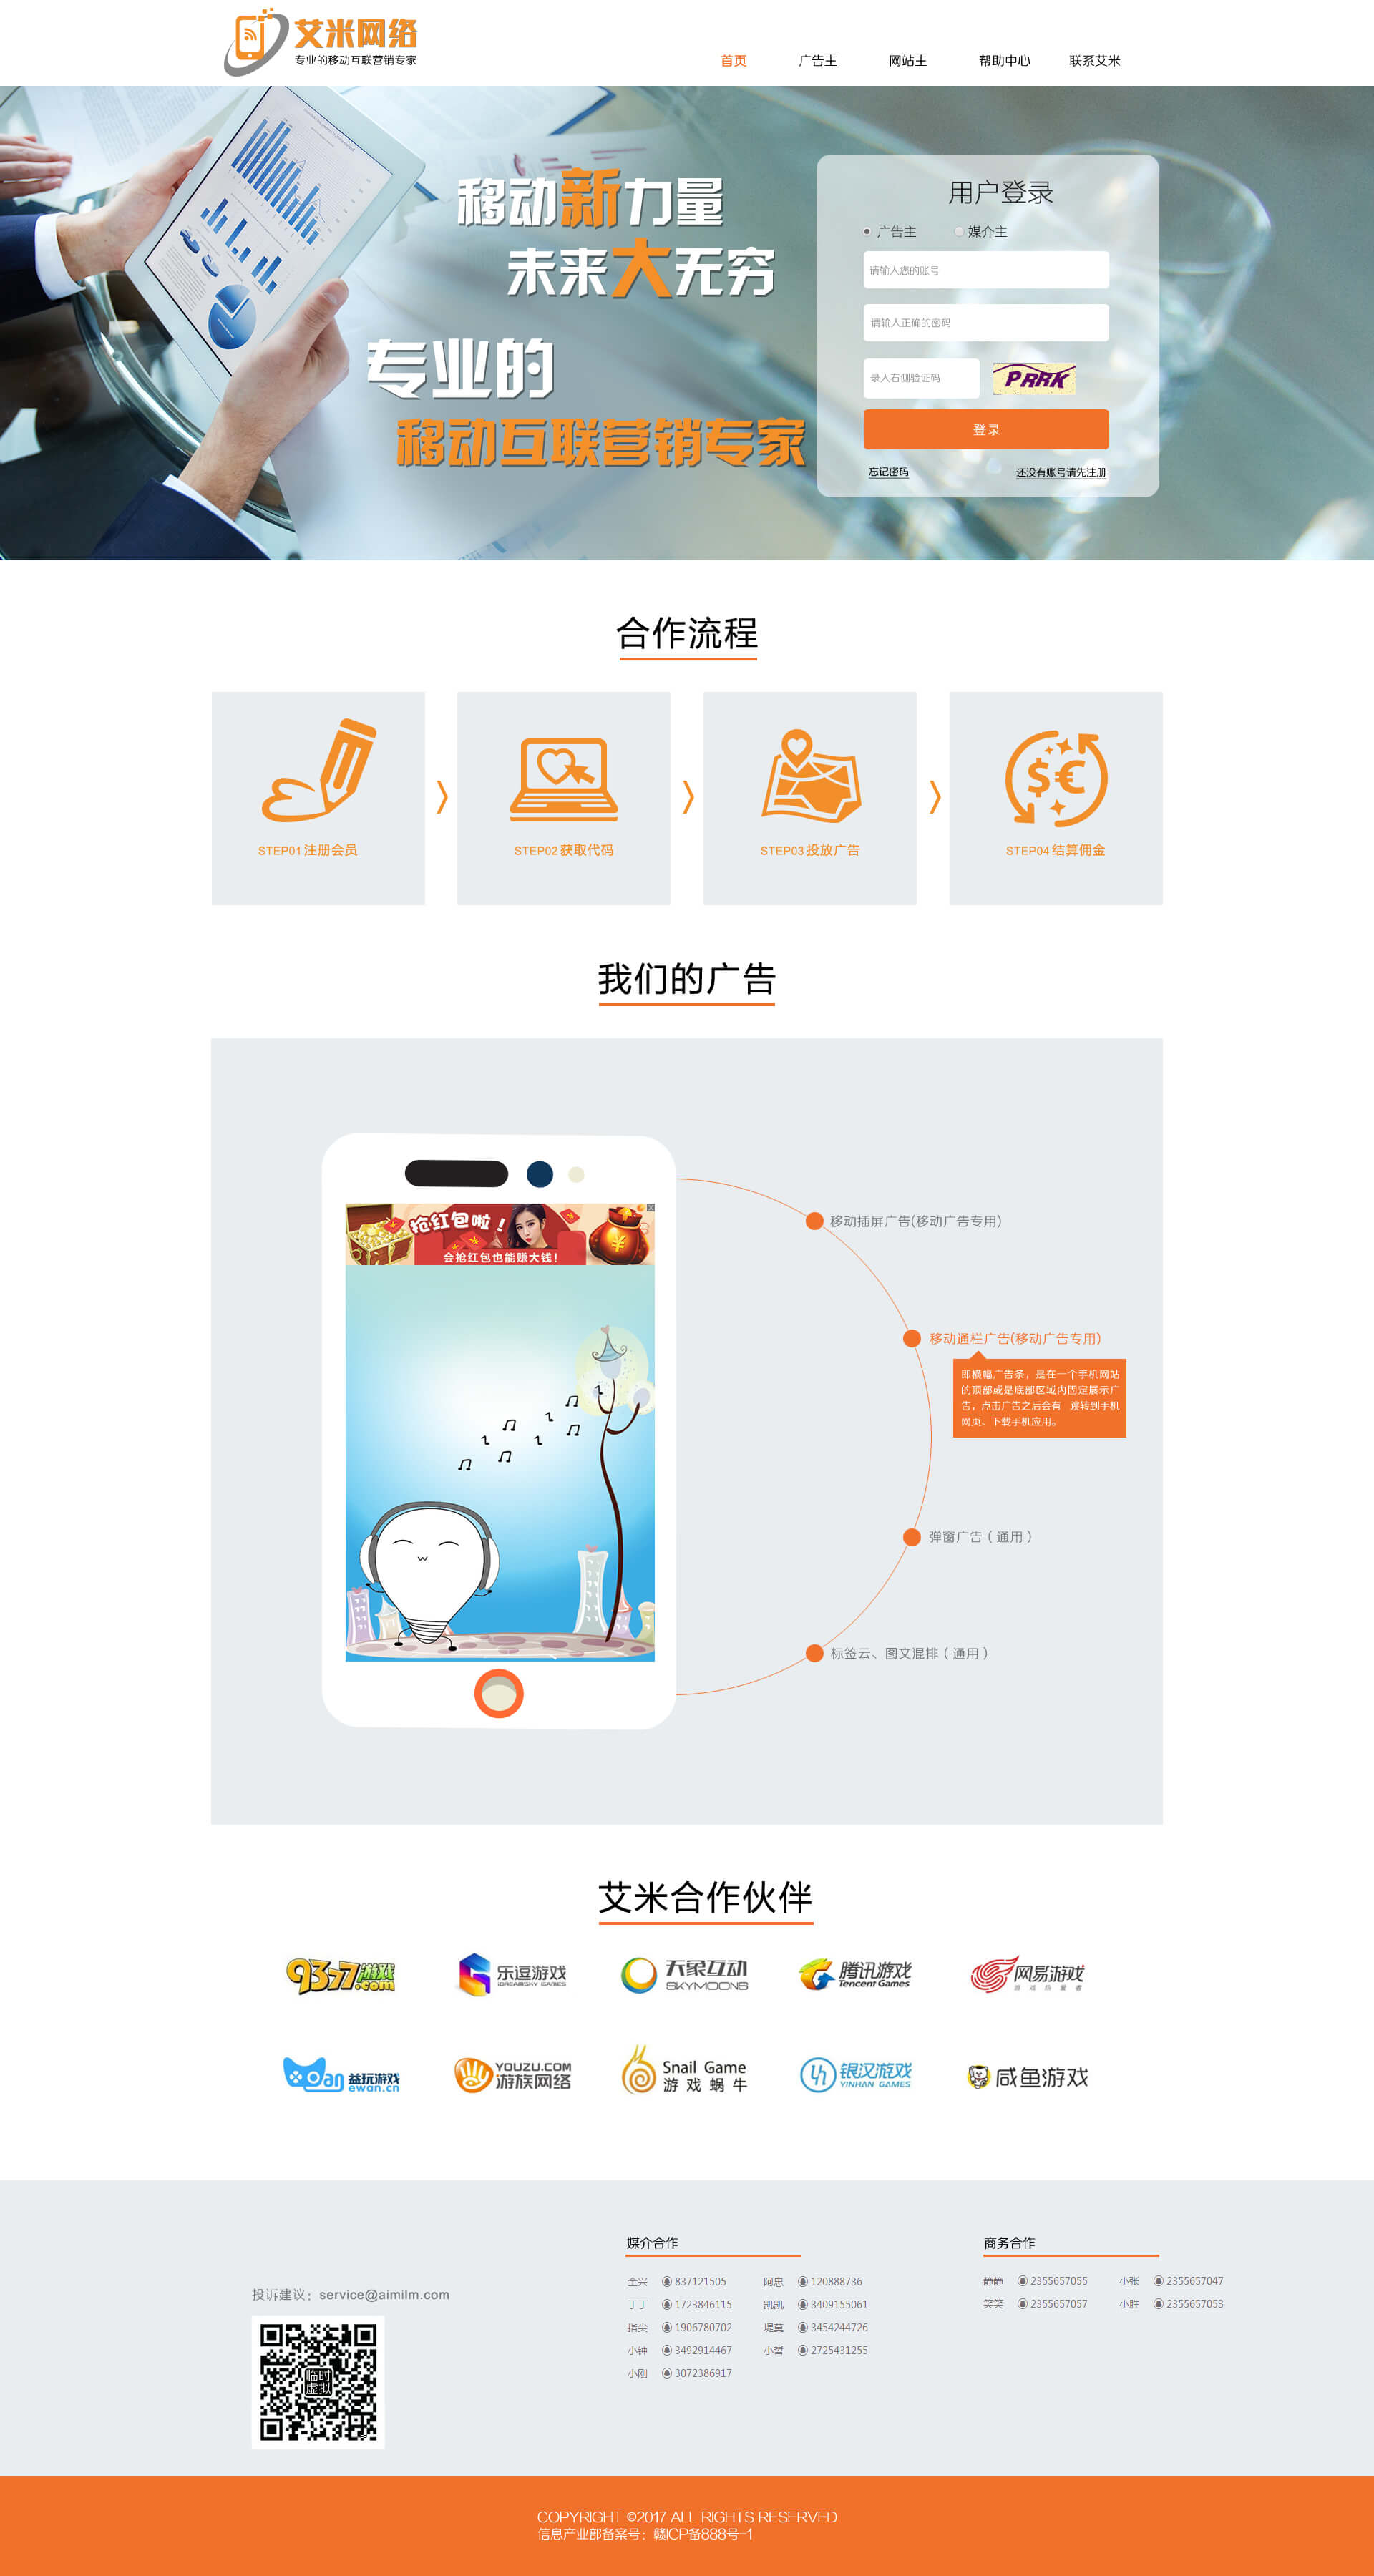 艾米网络
专业的移动互联营销专家
首页 广告主 网站主 帮助中心 联系艾米
移动新力量
未来大无穷
专业的
移动互联营销专家
用户登录
广告主 媒介主
请输入您的账号
请输入正确的密码
录入右侧验证码 PRRK
登录
忘记密码 还没有账号请先注册
合作流程
STEP01 注册会员
STEP02 获取代码
STEP03 投放广告
STEP04 结算佣金
我们的广告
抢红包啦！
会抢红包也能赚大钱！
移动插屏广告(移动广告专用)
移动通栏广告(移动广告专用)
即横幅广告条，是在一个手机网站
的顶部或是底部区域内固定展示广
告，点击广告之后会有 跳转到手机
网页、下载手机应用。
弹窗广告（通用）
标签云、图文混排（通用）
艾米合作伙伴
9377游戏 .com
乐逗游戏 IDREAMSKY GAMES
天象互动 SKYMOONS
腾讯游戏 Tencent Games
网易游戏 游戏热爱者
益玩游戏 ewan.cn
YOUZU.COM 游族网络
Snail Game 游戏蜗牛
银汉游戏 YINHAN GAMES
咸鱼游戏
投诉建议：service@aimilm.com
临时
虚拟
媒介合作
全兴 837121505 阿忠 120888736
丁丁 1723846115 凯凯 3409155061
指尖 1906780702 堤莫 3454244726
小钟 3492914467 小哲 2725431255
小刚 3072386917
商务合作
静静 2355657055 小张 2355657047
笑笑 2355657057 小胜 2355657053
COPYRIGHT ©2017 ALL RIGHTS RESERVED
信息产业部备案号：赣ICP备888号-1